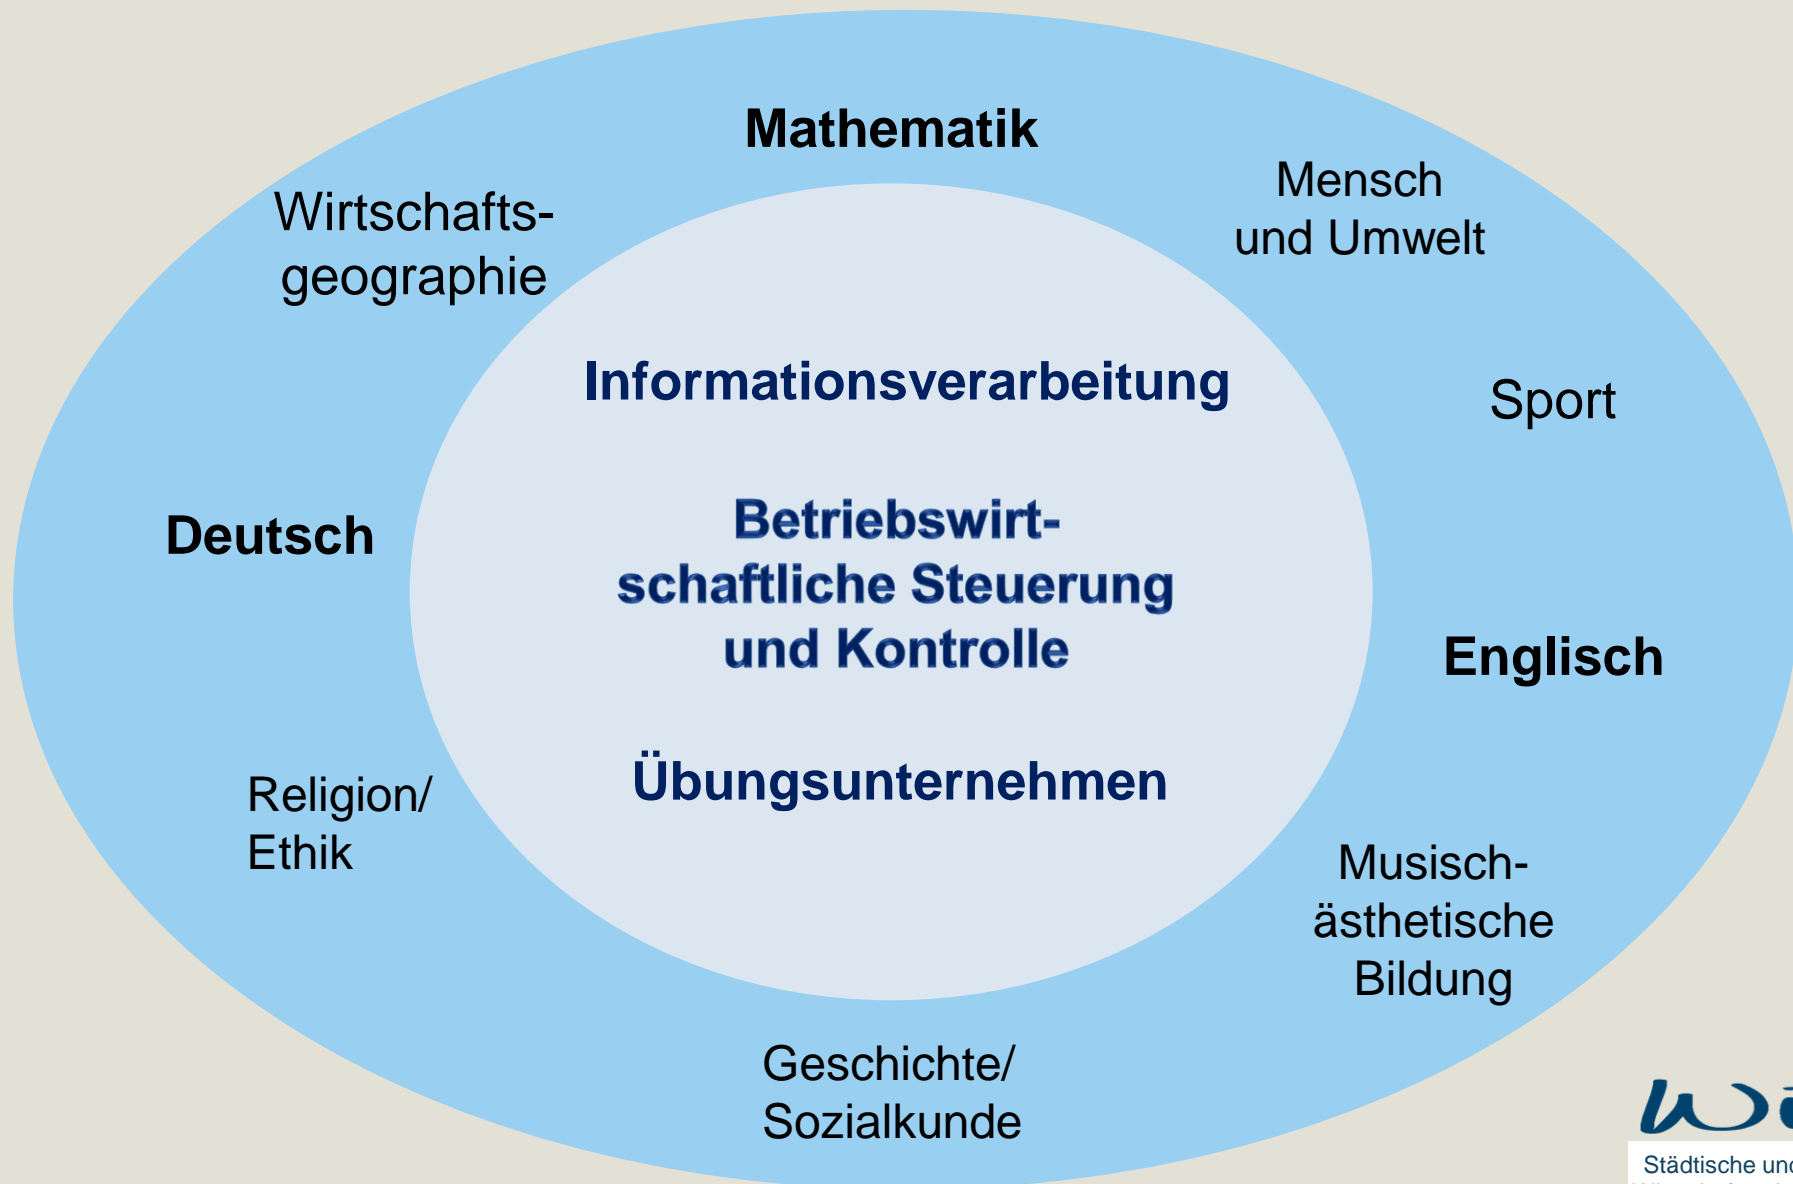 Mathematik
Mensch
und Umwelt
Wirtschafts-
geographie
Informationsverarbeitung
Sport
Betriebswirt-
schaftliche Steuerung
und Kontrolle
Deutsch
Englisch
Übungsunternehmen
Religion/
Ethik
Musisch-
ästhetische
Bildung
Geschichte/
Sozialkunde
Städtische